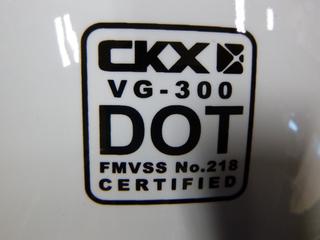 CKX
VG-300
DOT
FMVSS No.218
CERTIFIED